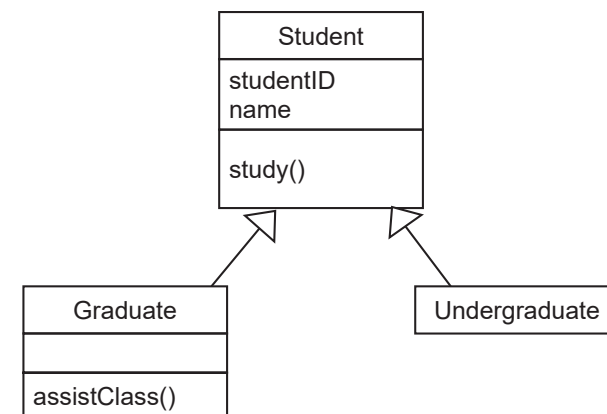 Student
studentID
name
study()
Graduate
Undergraduate
assistClass()